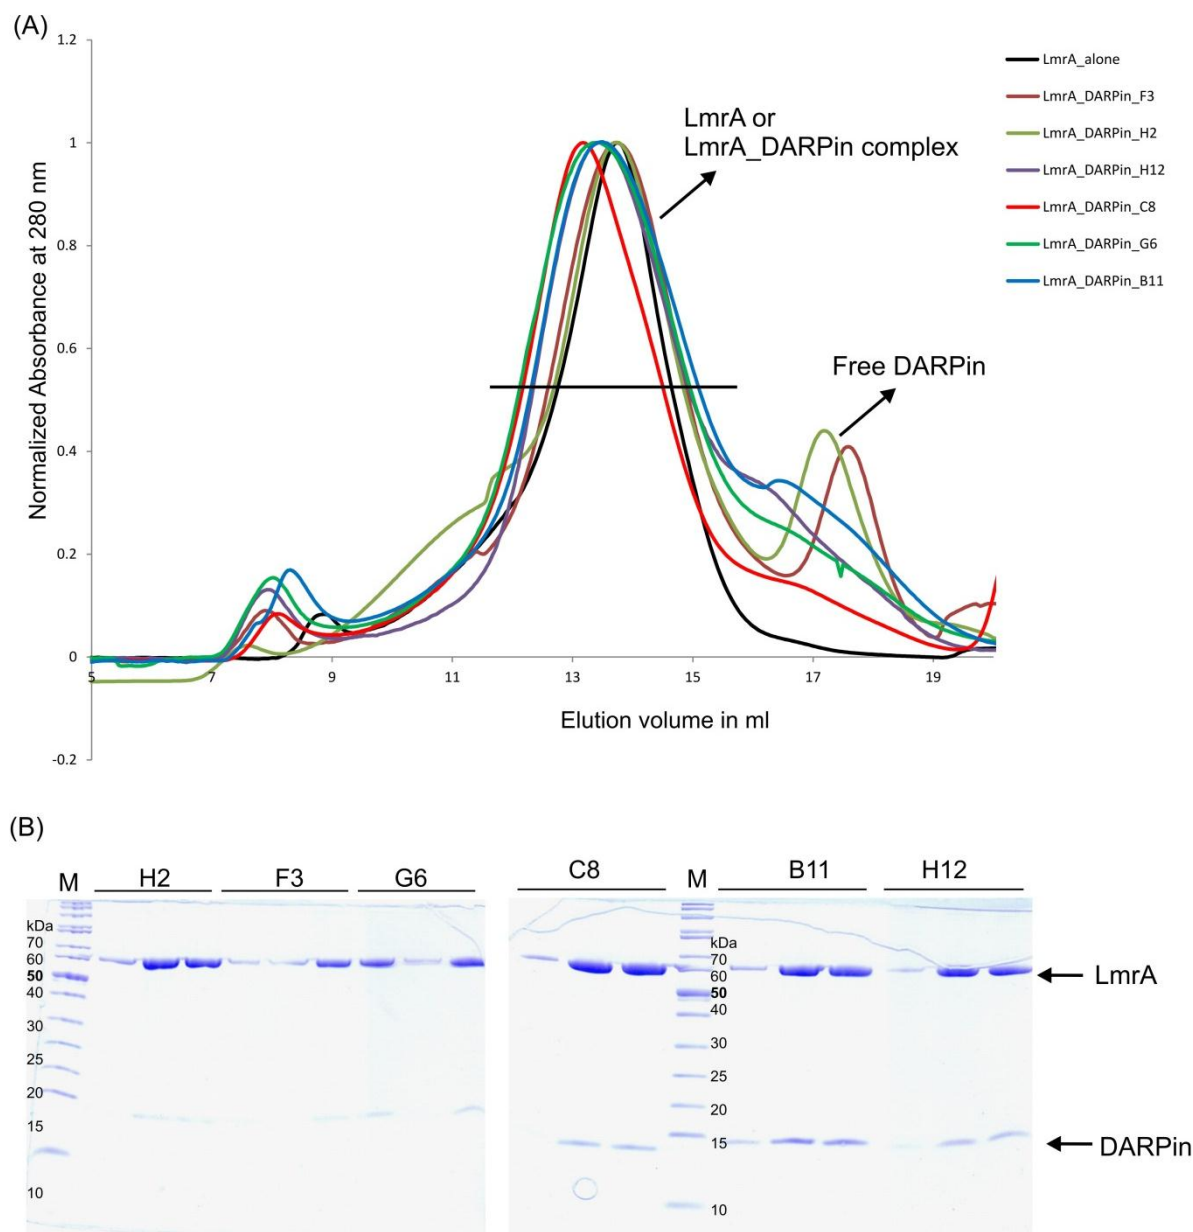 (A)
1.2
1
0.8
0.6
0.4
0.2
0
-0.2
Normalized Absorbance at 280 nm
5
7
9
11
13
15
17
19
Elution volume in ml
LmrA or
LmrA_DARPin complex
Free DARPin
LmrA_alone
LmrA_DARPin_F3
LmrA_DARPin_H2
LmrA_DARPin_H12
LmrA_DARPin_C8
LmrA_DARPin_G6
LmrA_DARPin_B11
(B)
M
H2
F3
G6
kDa
70
60
50
40
30
25
20
15
10
C8
M
B11
H12
kDa
70
60
50
40
30
25
20
15
10
LmrA
DARPin